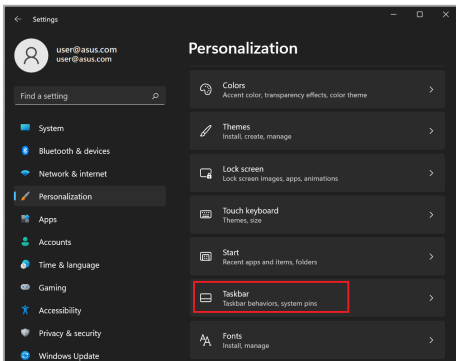 Settings
user@asus.com
user@asus.com
Find a setting
System
Bluetooth & devices
Network & internet
Personalization
Apps
Accounts
Time & language
Gaming
Accessibility
Privacy & security
Windows Update
Personalization
Colors
Accent color, transparency effects, color theme
Themes
Install, create, manage
Lock screen
Lock screen images, apps, animations
Touch keyboard
Themes, size
Start
Recent apps and items, folders
Taskbar
Taskbar behaviors, system pins
Fonts
Install, manage